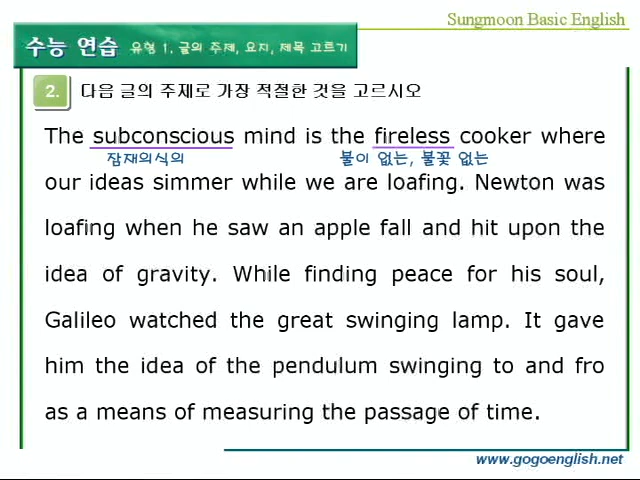 Sungmoon Basic English
수능 연습 유형 1. 글의 주제, 요지, 제목 고르기
2. 다음 글의 주제로 가장 적절한 것을 고르시오
The subconscious mind is the fireless cooker where
잠재의식의 불이 없는, 불꽃 없는
our ideas simmer while we are loafing. Newton was
loafing when he saw an apple fall and hit upon the
idea of gravity. While finding peace for his soul,
Galileo watched the great swinging lamp. It gave
him the idea of the pendulum swinging to and fro
as a means of measuring the passage of time.
www.gogoenglish.net